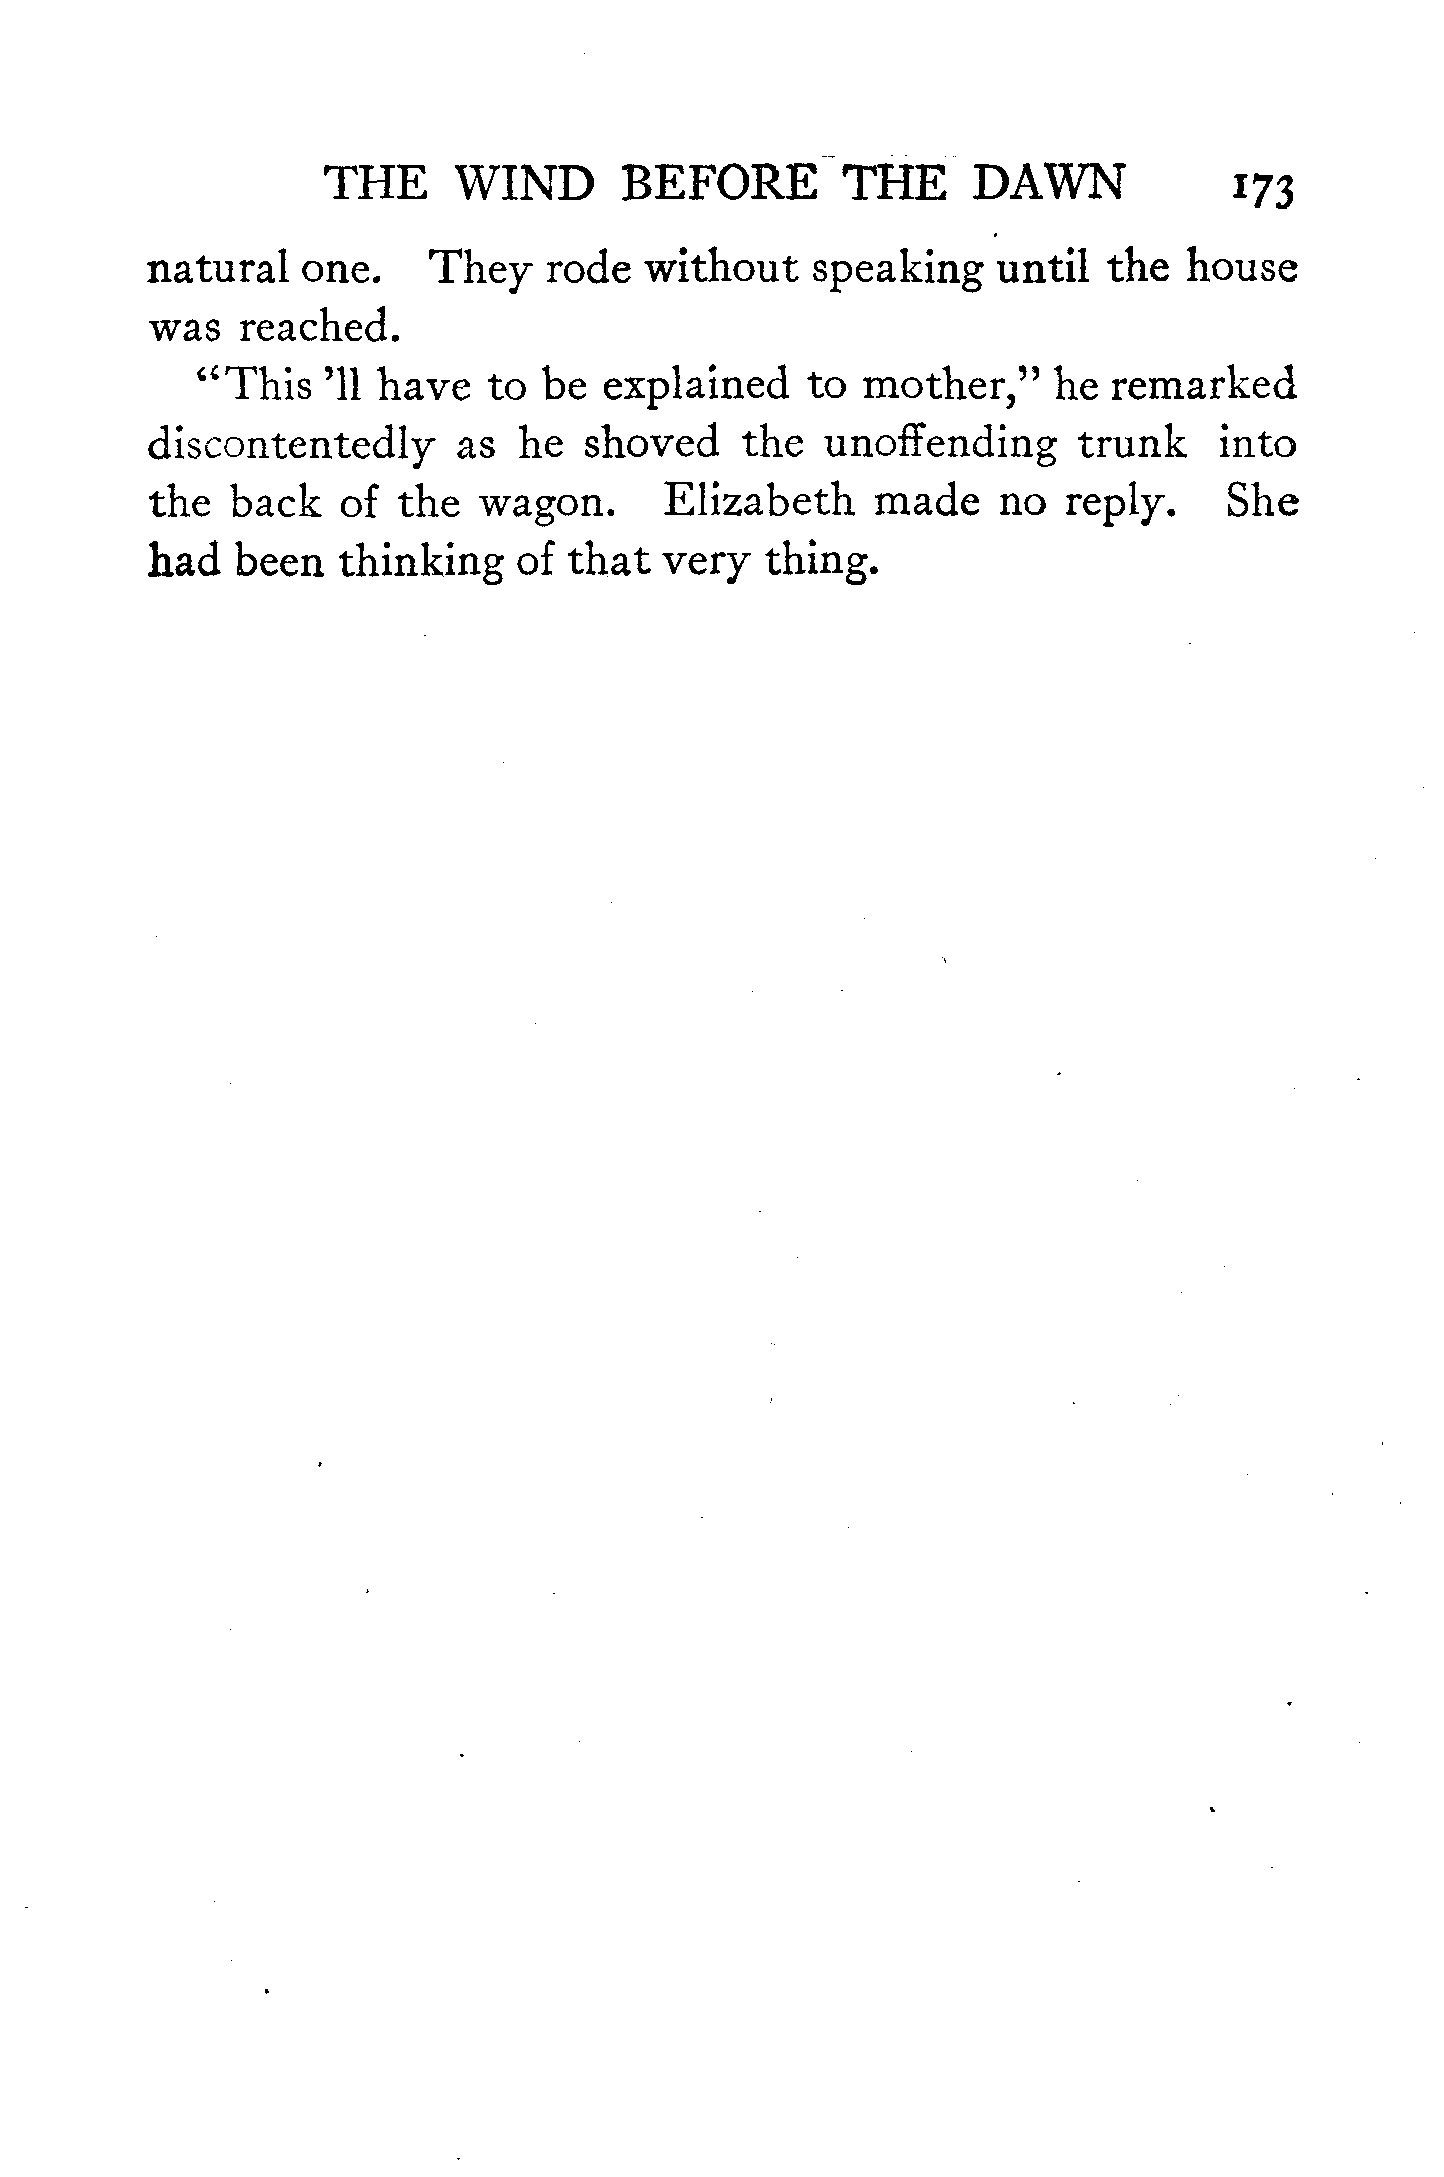 THE WIND BEFORE THE DAWN 173
natural one. They rode without speaking until the house
was reached.
“This ’ll have to be explained to mother,” he remarked
discontentedly as he shoved the unoffending trunk into
the back of the wagon. Elizabeth made no reply. She
had been thinking of that very thing.